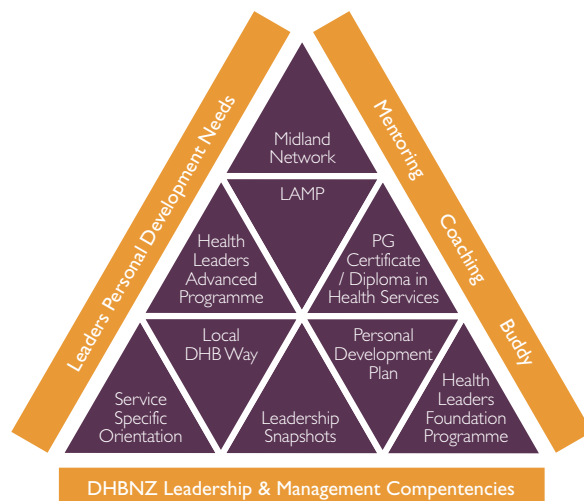 Leaders Personal Development Needs
Mentoring
Coaching
Buddy
Midland
Network
LAMP
Health
Leaders
Advanced
Programme
PG
Certificate
/ Diploma in
Health Services
Local
DHB Way
Personal
Development
Plan
Service
Specific
Orientation
Leadership
Snapshots
Health
Leaders
Foundation
Programme
DHBNZ Leadership & Management Compentencies